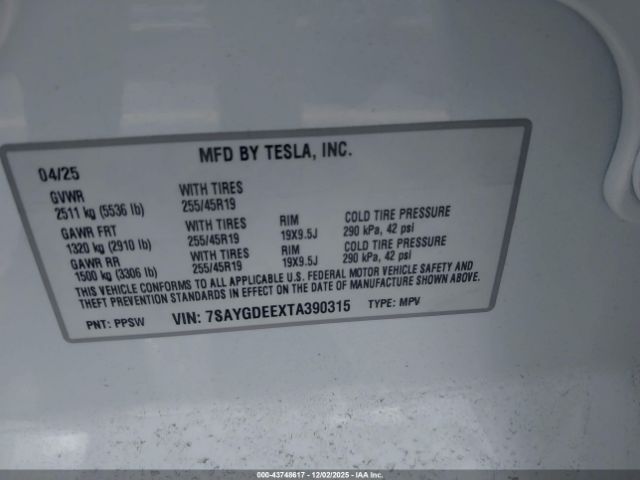 MFD BY TESLA, INC.
04/25
GVWR
2511 kg (5536 lb)
WITH TIRES
255/45R19
GAWR FRT
1320 kg (2910 lb)
WITH TIRES
255/45R19
RIM
19X9.5J
COLD TIRE PRESSURE
290 kPa, 42 psi
GAWR RR
1500 kg (3306 lb)
WITH TIRES
255/45R19
RIM
19X9.5J
COLD TIRE PRESSURE
290 kPa, 42 psi
THIS VEHICLE CONFORMS TO ALL APPLICABLE U.S. FEDERAL MOTOR VEHICLE SAFETY AND
THEFT PREVENTION STANDARDS IN EFFECT ON THE DATE OF MANUFACTURE SHOWN ABOVE.
PNT: PPSW VIN: 7SAYGDEEXTA390315 TYPE: MPV
000-43748617 - 12/02/2025 - IAAI